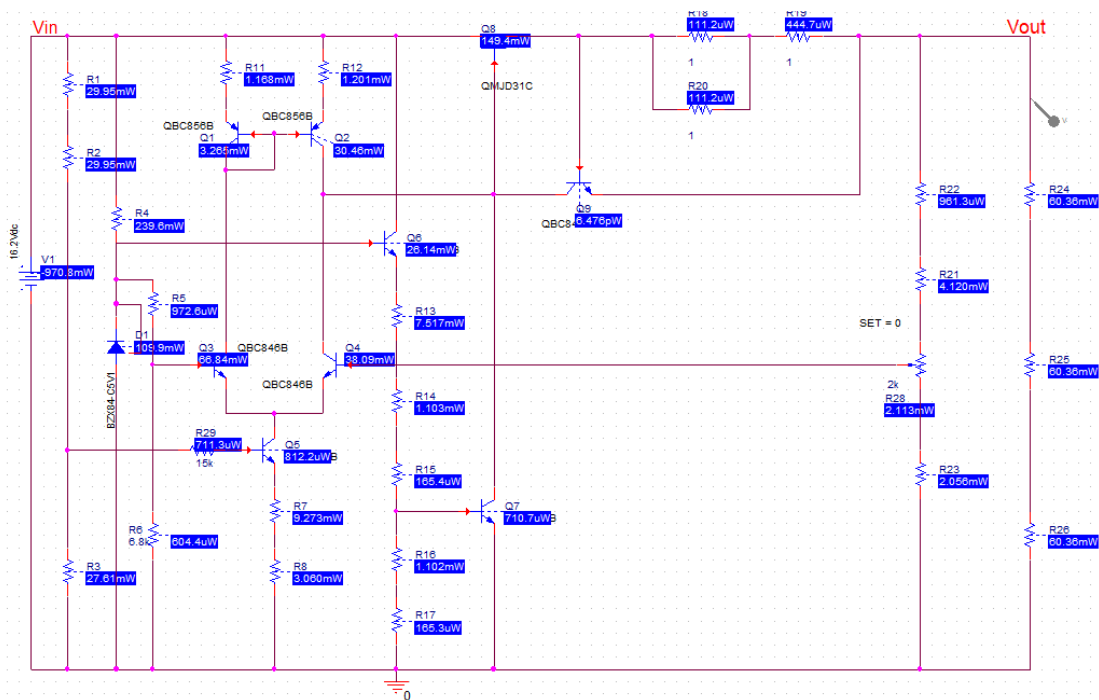 Vin
Vout
R18
111.2uW
1
R19
444.7uW
1
Q8
149.4mW
QMJD31C
R20
111.2uW
1
R1
29.95mW
R11
1.168mW
R12
1.201mW
QBC856B
Q1
3.265mW
QBC856B
Q2
30.46mW
R2
29.95mW
R4
239.6mW
Q9
6.476pW
R22
961.3uW
R24
60.36mW
16.2Vdc
V1
-970.8mW
Q6
26.14mW
R5
972.6uW
R13
7.517mW
R21
4.120mW
SET = 0
D1
109.9mW
BZX84-C5V1
Q3
QBC846B
66.84mW
Q4
38.09mW
QBC846B
2k
R28
2.113mW
R25
60.36mW
R14
1.103mW
R29
711.3uW
15k
Q5
812.2uW
R15
165.4uW
R23
2.056mW
R7
9.273mW
Q7
710.7uW
R6
6.8k
604.4uW
R26
60.36mW
R3
27.61mW
R8
3.060mW
R16
1.102mW
R17
165.3uW
0